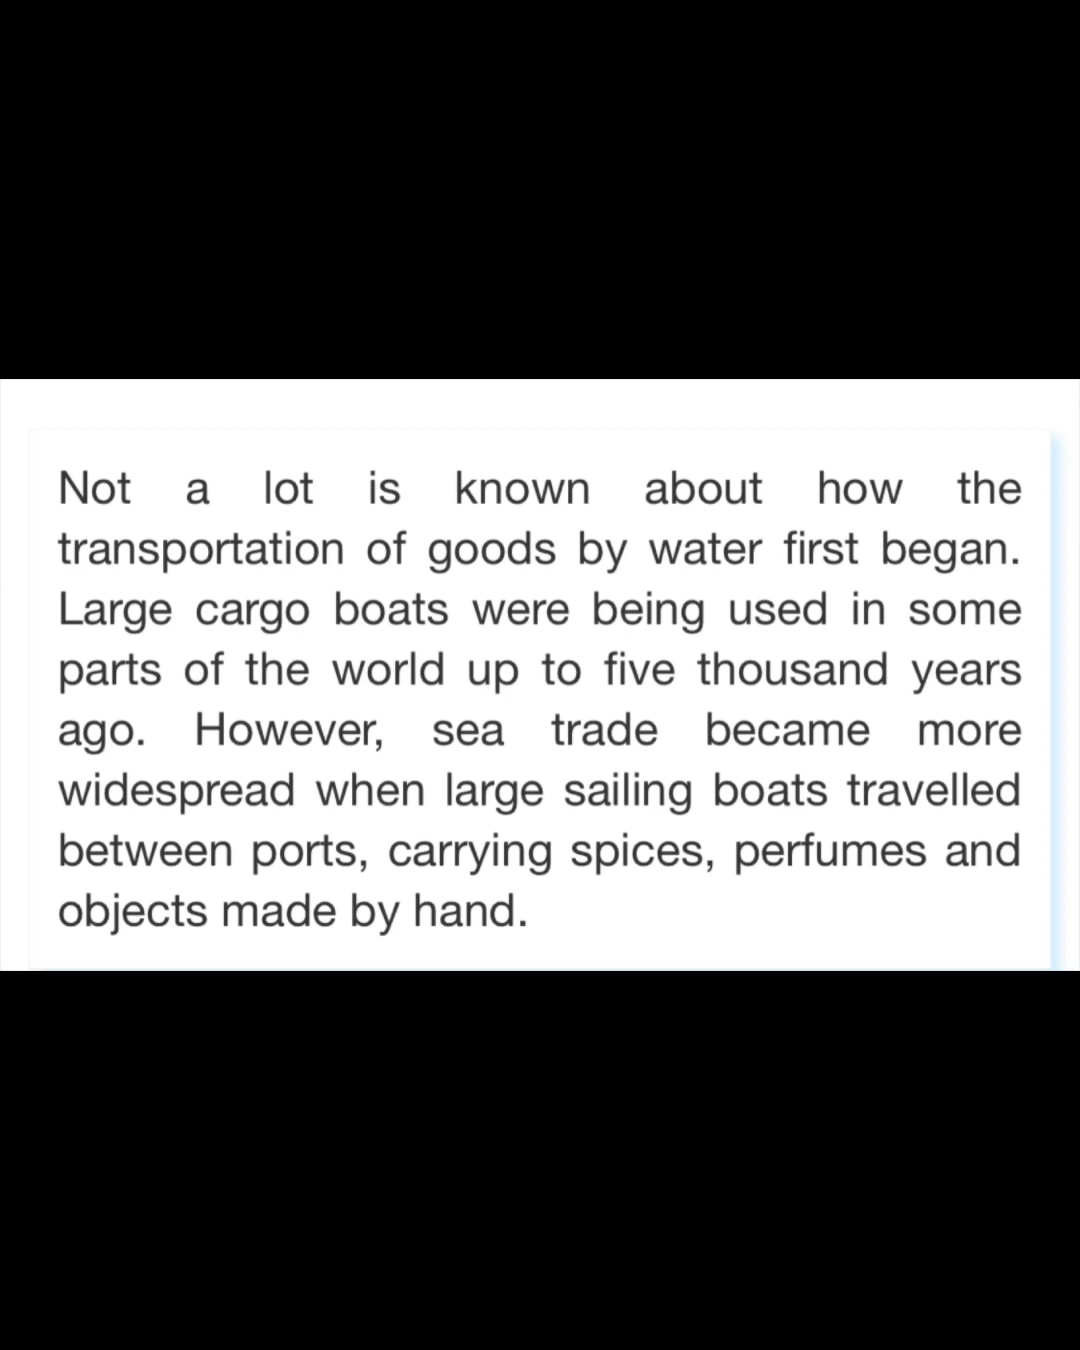 Not a lot is known about how the
transportation of goods by water first began.
Large cargo boats were being used in some
parts of the world up to five thousand years
ago. However, sea trade became more
widespread when large sailing boats travelled
between ports, carrying spices, perfumes and
objects made by hand.